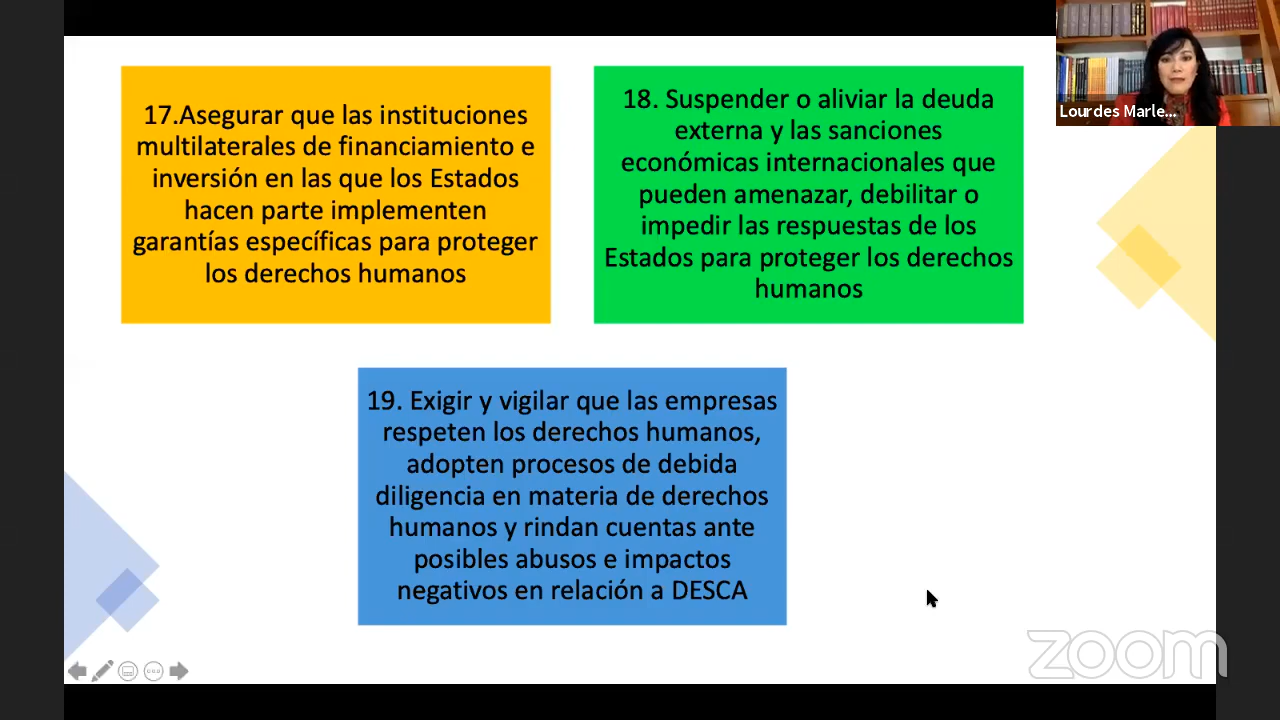 17.Asegurar que las instituciones
multilaterales de financiamiento e
inversión en las que los Estados
hacen parte implementen
garantías específicas para proteger
los derechos humanos
18. Suspender o aliviar la deuda
externa y las sanciones
económicas internacionales que
pueden amenazar, debilitar o
impedir las respuestas de los
Estados para proteger los derechos
humanos
19. Exigir y vigilar que las empresas
respeten los derechos humanos,
adopten procesos de debida
diligencia en materia de derechos
humanos y rindan cuentas ante
posibles abusos e impactos
negativos en relación a DESCA
Lourdes Marle...
zoom